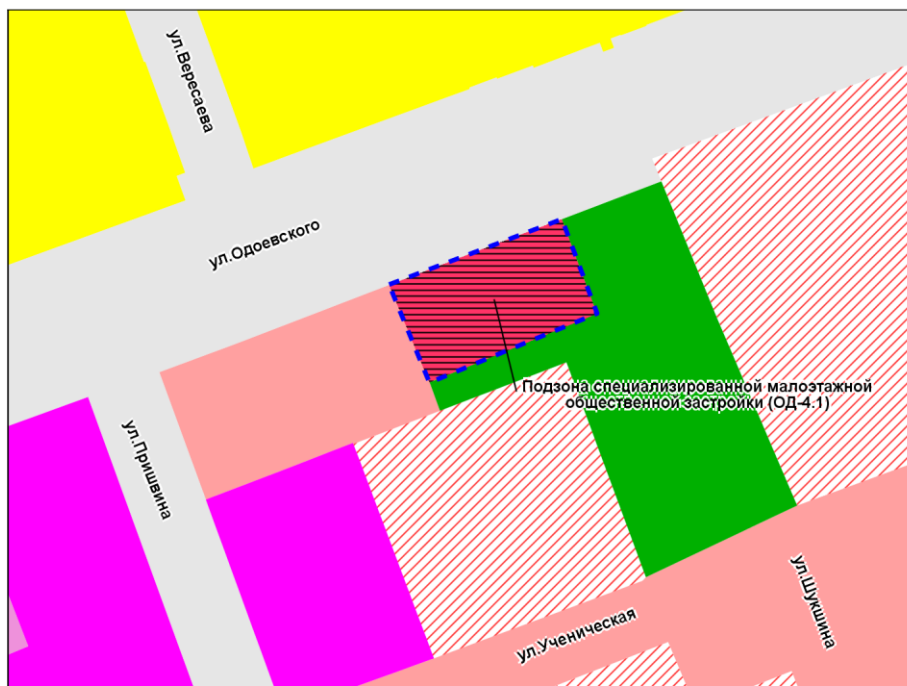 ул.Вересаева
ул.Одоевского
Подзона специализированной малоэтажной
общественной застройки (ОД-4.1)
ул.Пришвина
ул.Ученическая
ул.Шукшина